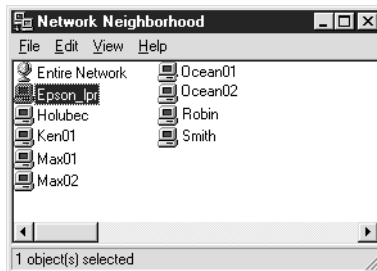 Network Neighborhood
File Edit View Help
Entire Network
Epson_lpr
Holubec
Ken01
Max01
Max02
Ocean01
Ocean02
Robin
Smith
1 object(s) selected